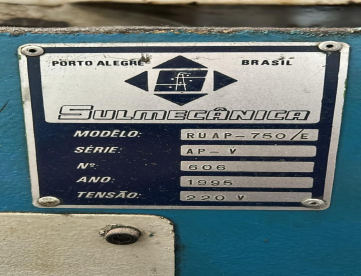 PORTO ALEGRE BRASIL
SULMECÂNICA
MODELO: RUAP-750/E
SÉRIE: AP-V
Nº: 606
ANO: 1995
TENSÃO: 220 V